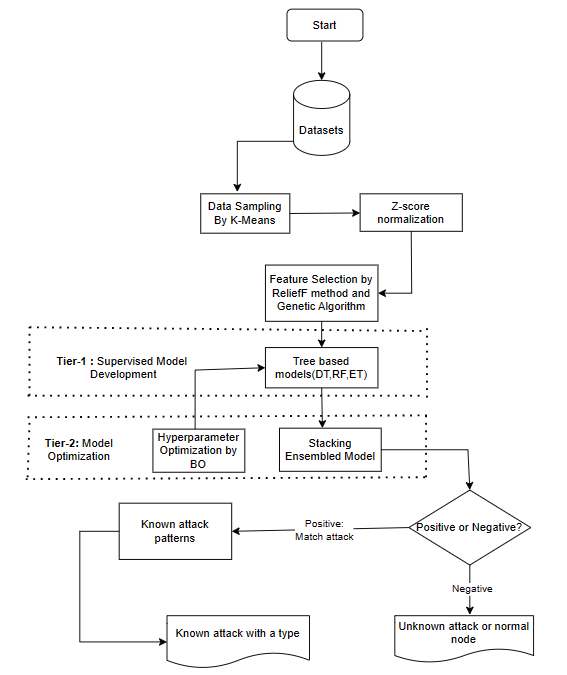 Start
Datasets
Data Sampling
By K-Means
Z-score
normalization
Feature Selection by
ReliefF method and
Genetic Algorithm
Tier-1 : Supervised Model
Development
Tree based
models(DT,RF,ET)
Tier-2: Model
Optimization
Hyperparameter
Optimization by
BO
Stacking
Ensembled Model
Known attack
patterns
Positive:
Match attack
Positive or Negative?
Negative
Known attack with a type
Unknown attack or normal
node